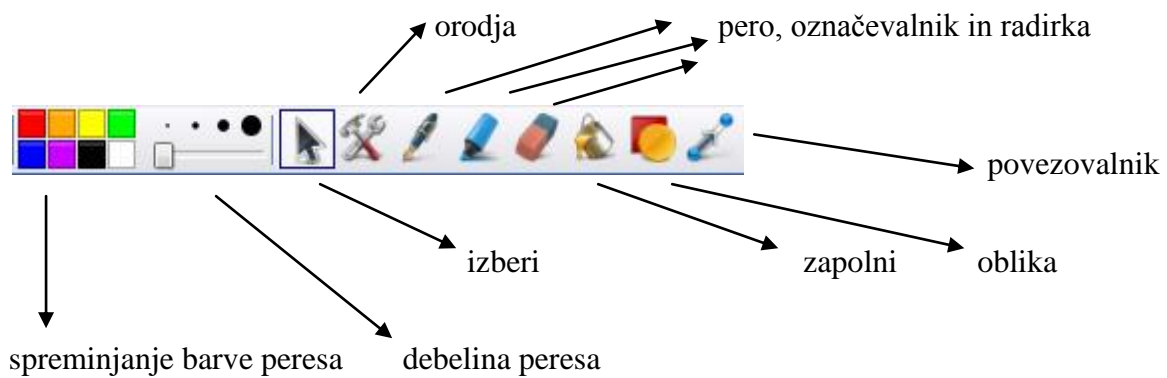 orodja
pero, označevalnik in radirka
povezovalnik
izberi
zapolni
oblika
spreminjanje barve peresa
debelina peresa